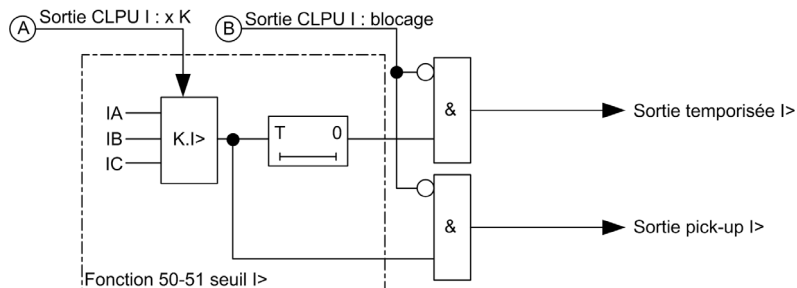 Sortie CLPU I : x K
A
B
Sortie CLPU I : blocage
IA
IB
IC
K.I>
T 0
&
Sortie temporisée I>
&
Sortie pick-up I>
Fonction 50-51 seuil I>